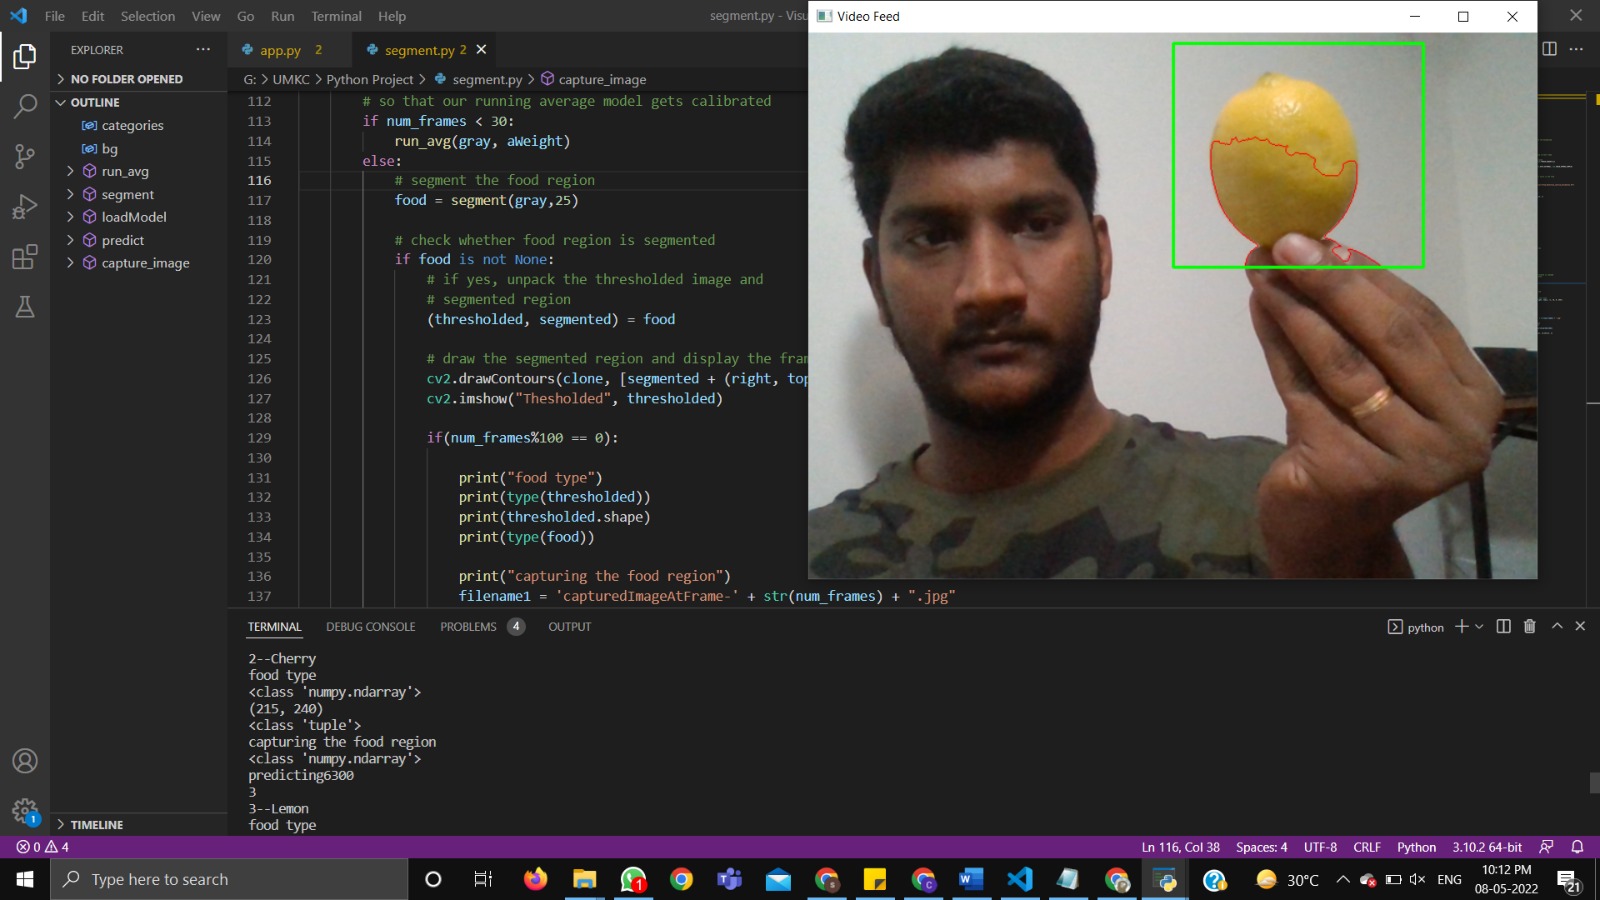 File Edit Selection View Go Run Terminal Help
segment.py - Visu
Video Feed
EXPLORER
app.py 2
segment.py 2
NO FOLDER OPENED
G: > UMKC > Python Project > segment.py > capture_image
OUTLINE
categories
bg
run_avg
segment
loadModel
predict
capture_image
TIMELINE
112 # so that our running average model gets calibrated
113 if num_frames < 30:
114 run_avg(gray, aWeight)
115 else:
116 # segment the food region
117 food = segment(gray,25)
118
119 # check whether food region is segmented
120 if food is not None:
121 # if yes, unpack the thresholded image and
122 # segmented region
123 (thresholded, segmented) = food
124
125 # draw the segmented region and display the fram
126 cv2.drawContours(clone, [segmented + (right, top
127 cv2.imshow("Thesholded", thresholded)
128
129 if(num_frames%100 == 0):
130
131 print("food type")
132 print(type(thresholded))
133 print(thresholded.shape)
134 print(type(food))
135
136 print("capturing the food region")
137 filename1 = 'capturedImageAtFrame-' + str(num_frames) + ".jpg"
TERMINAL DEBUG CONSOLE PROBLEMS 4 OUTPUT
python
2--Cherry
food type
<class 'numpy.ndarray'>
(215, 240)
<class 'tuple'>
capturing the food region
<class 'numpy.ndarray'>
predicting6300
3
3--Lemon
food type
1
0 4
Ln 116, Col 38 Spaces: 4 UTF-8 CRLF Python 3.10.2 64-bit
Type here to search
1
30°C
ENG
10:12 PM
08-05-2022
21